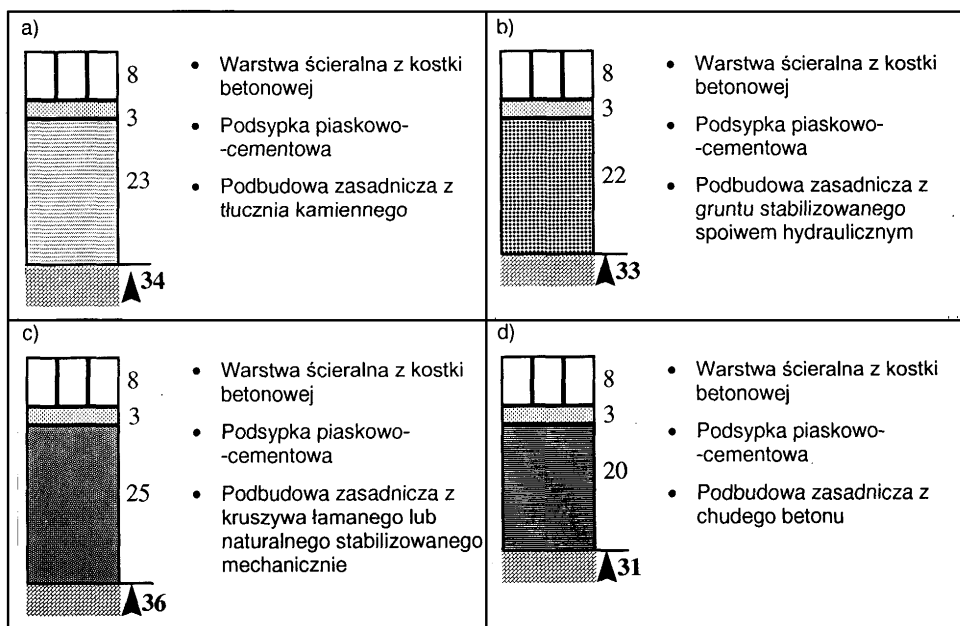 a)
8
3
23
34
• Warstwa ścieralna z kostki
betonowej
• Podsypka piaskowo-
-cementowa
• Podbudowa zasadnicza z
tłucznia kamiennego
b)
8
3
22
33
• Warstwa ścieralna z kostki
betonowej
• Podsypka piaskowo-
-cementowa
• Podbudowa zasadnicza z
gruntu stabilizowanego
spoiwem hydraulicznym
c)
8
3
25
36
• Warstwa ścieralna z kostki
betonowej
• Podsypka piaskowo-
-cementowa
• Podbudowa zasadnicza z
kruszywa łamanego lub
naturalnego stabilizowanego
mechanicznie
d)
8
3
20
31
• Warstwa ścieralna z kostki
betonowej
• Podsypka piaskowo-
-cementowa
• Podbudowa zasadnicza z
chudego betonu